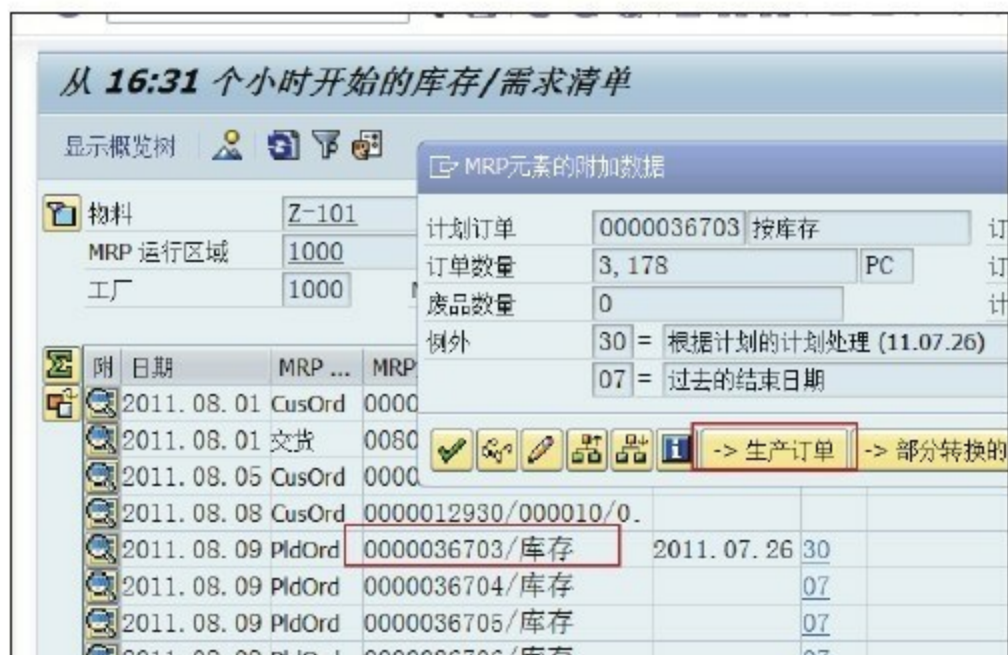 从 16:31 个小时开始的库存/需求清单
显示概览树
MRP元素的附加数据
物料 Z-101
MRP 运行区域 1000
工厂 1000
计划订单 0000036703 按库存 订
订单数量 3,178 PC 订
废品数量 0 计
例外 30 = 根据计划的计划处理 (11.07.26)
07 = 过去的结束日期
-> 生产订单 -> 部分转换的
附 日期 MRP ... MRP
2011.08.01 CusOrd 0000
2011.08.01 交货 0080
2011.08.05 CusOrd 0000
2011.08.08 CusOrd 0000012930/000010/0.
2011.08.09 PldOrd 0000036703/库存 2011.07.26 30
2011.08.09 PldOrd 0000036704/库存 07
2011.08.09 PldOrd 0000036705/库存 07